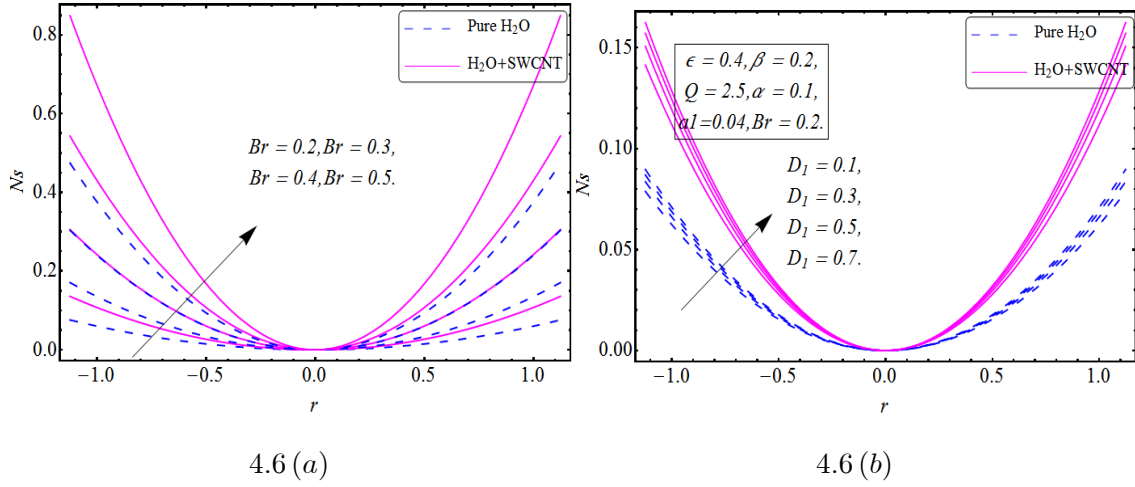 Pure H₂O
H₂O+SWCNT
Br = 0.2,Br = 0.3,
Br = 0.4,Br = 0.5.
Ns
0.8
0.6
0.4
0.2
0.0
−1.0 −0.5 0.0 0.5 1.0
r
4.6 (a)
Pure H₂O
H₂O+SWCNT
ϵ = 0.4,β = 0.2,
Q = 2.5,α = 0.1,
a1=0.04,Br = 0.2.
D₁ = 0.1,
D₁ = 0.3,
D₁ = 0.5,
D₁ = 0.7.
Ns
0.15
0.10
0.05
0.00
−1.0 −0.5 0.0 0.5 1.0
r
4.6 (b)